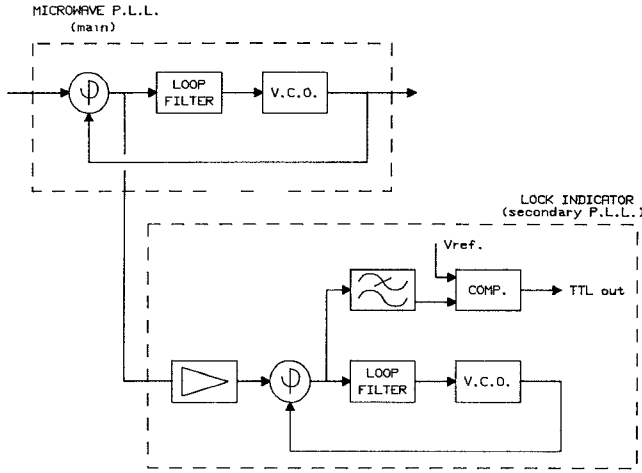 MICROWAVE P.L.L.
(main)
φ
LOOP
FILTER
V.C.O.
LOCK INDICATOR
(secondary P.L.L.)
Vref.
COMP.
TTL out
φ
LOOP
FILTER
V.C.O.